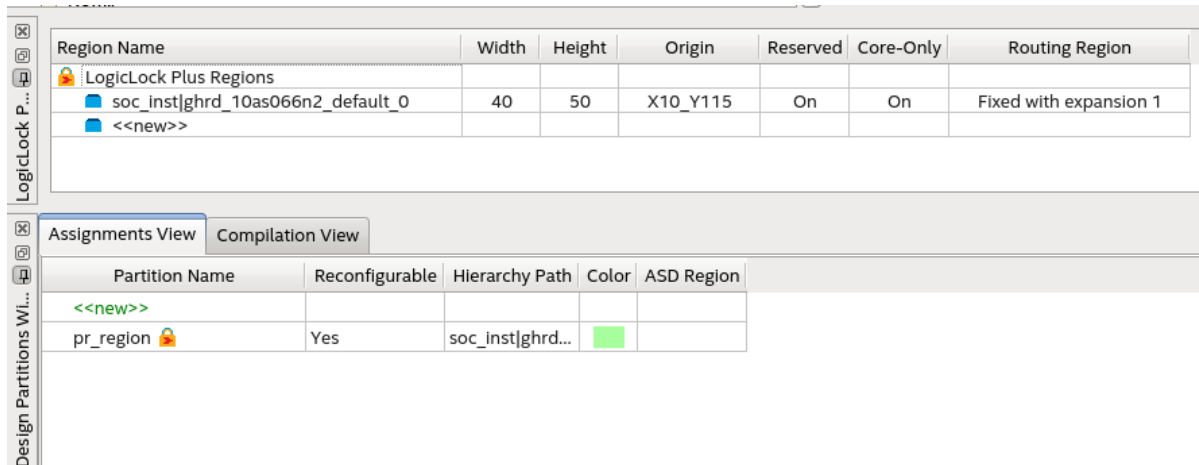 Region Name Width Height Origin Reserved Core-Only Routing Region
LogicLock Plus Regions
soc_inst|ghrd_10as066n2_default_0 40 50 X10_Y115 On On Fixed with expansion 1
<<new>>
LogicLock P...
Assignments View Compilation View
Partition Name Reconfigurable Hierarchy Path Color ASD Region
<<new>>
pr_region Yes soc_inst|ghrd...
Design Partitions Wi...